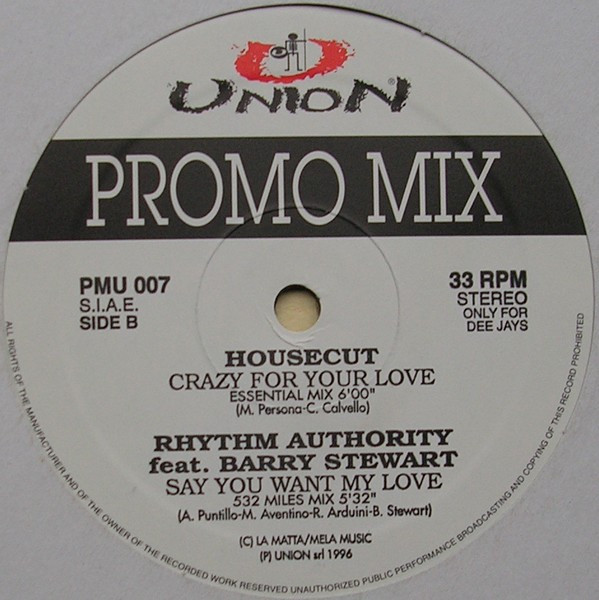 UNION®
PROMO MIX
PMU 007
S.I.A.E.
SIDE B
33 RPM
STEREO
ONLY FOR
DEE JAYS
HOUSECUT
CRAZY FOR YOUR LOVE
ESSENTIAL MIX 6'00"
(M. Persona-C. Calvello)
RHYTHM AUTHORITY
feat. BARRY STEWART
SAY YOU WANT MY LOVE
532 MILES MIX 5'32"
(A. Puntillo-M. Aventino-R. Arduini-B. Stewart)
(C) LA MATTA/MELA MUSIC
(P) UNION srl 1996
ALL RIGHTS OF THE MANUFACTURER AND OF THE OWNER OF THE RECORDED WORK RESERVED UNAUTHORIZED PUBLIC PERFORMANCE BROADCASTING AND COPYING OF THIS RECORD PROHIBITED